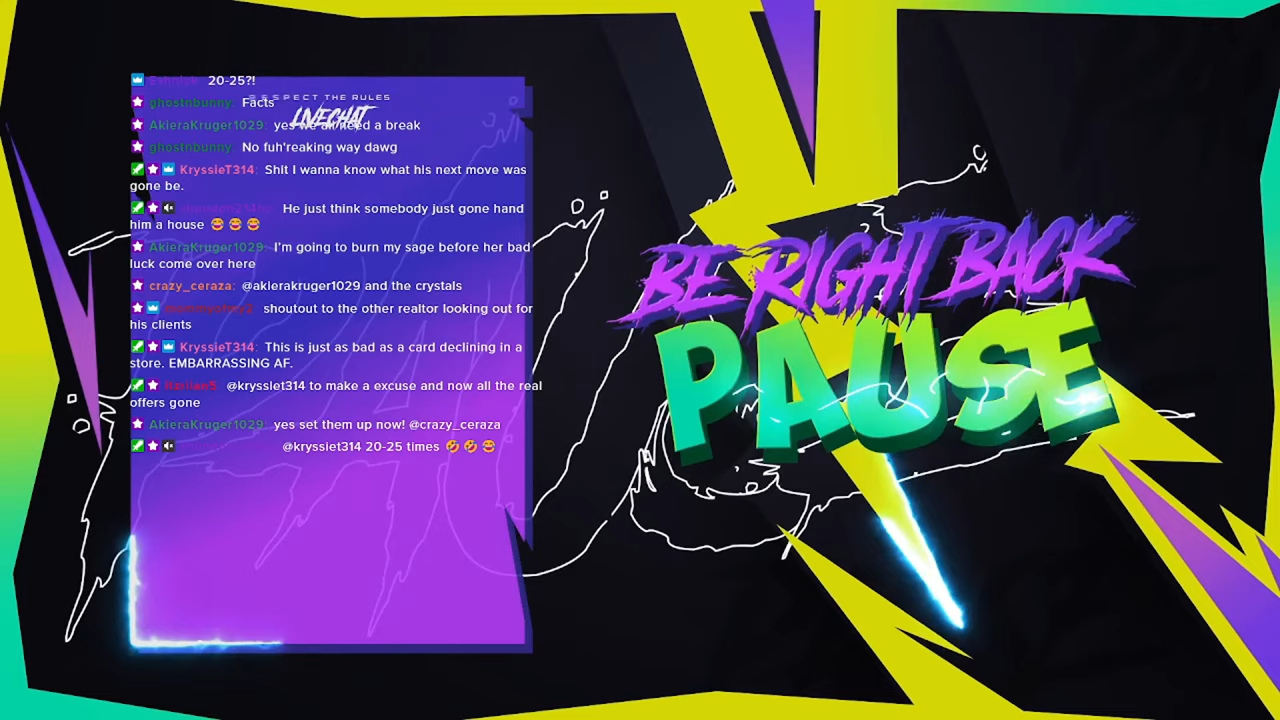 20-25?!
RESPECT THE RULES
ghostnbunny: Facts
LIVECHAT
AkieraKruger1029: yes we all need a break
ghostnbunny: No fuh'reaking way dawg
KryssieT314: Shit I wanna know what his next move was
gone be.
He just think somebody just gone hand
him a house
AkieraKruger1029: I'm going to burn my sage before her bad
luck come over here
crazy_ceraza: @akierakruger1029 and the crystals
shoutout to the other realtor looking out for
his clients
KryssieT314: This is just as bad as a card declining in a
store. EMBARRASSING AF.
@kryssiet314 to make a excuse and now all the real
offers gone
AkieraKruger1029: yes set them up now! @crazy_ceraza
@kryssiet314 20-25 times
BE RIGHT BACK
PAUSE